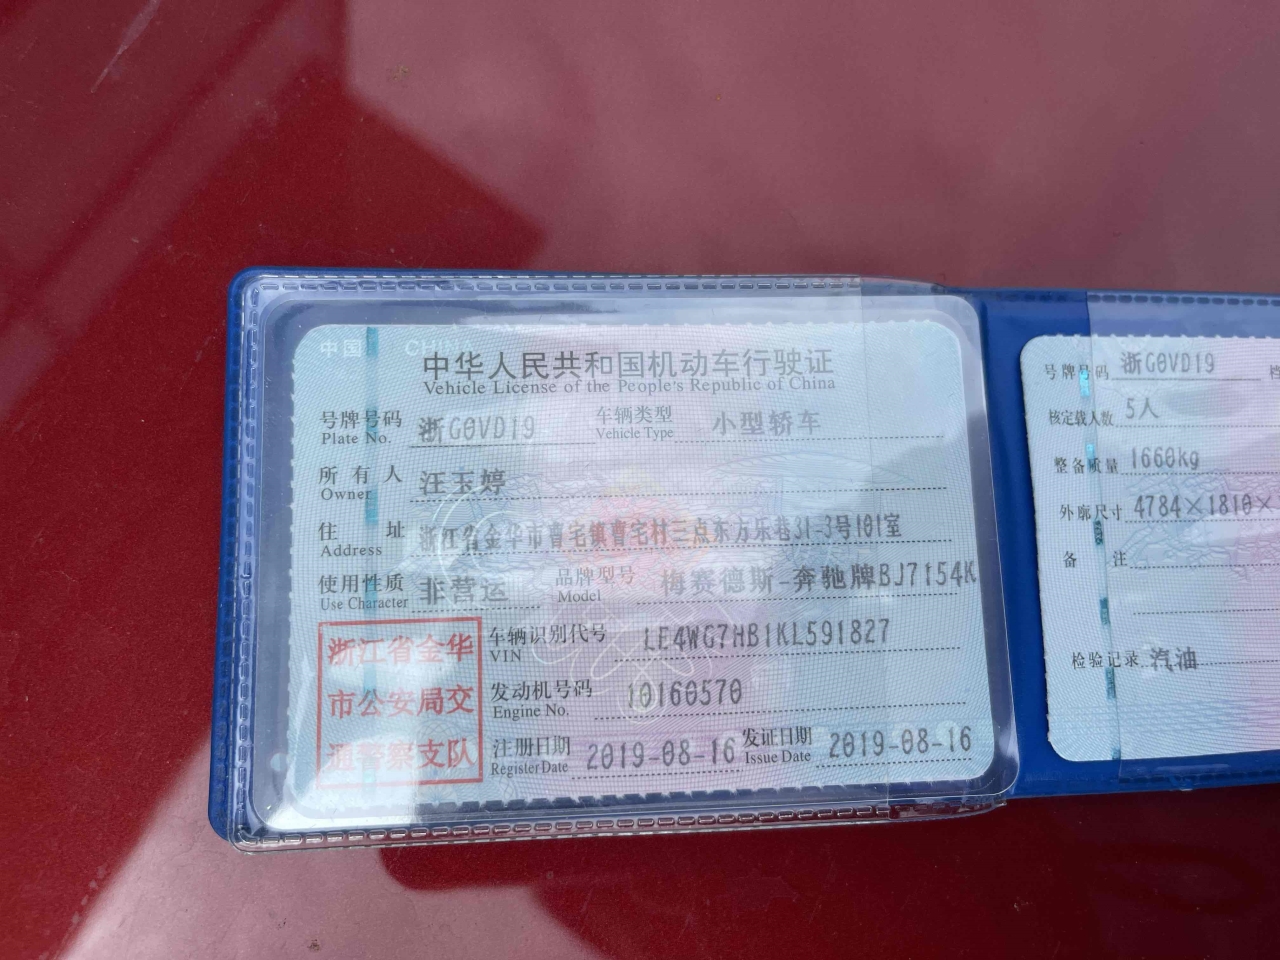 中国 CHINA
中华人民共和国机动车行驶证
Vehicle License of the People's Republic of China
号牌号码 浙G0VD19 车辆类型 小型轿车
Plate No. Vehicle Type
所有人 汪玉婷
Owner
住址 浙江省金华市曹宅镇曹宅村三点东方乐巷31-3号101室
Address
使用性质 非营运 品牌型号 梅赛德斯-奔驰牌BJ7154K
Use Character Model
浙江省金华
市公安局交
通警察支队
车辆识别代号 LE4WG7HB1KL591827
VIN
发动机号码 10160570
Engine No.
注册日期 2019-08-16 发证日期 2019-08-16
Register Date Issue Date
号牌号码 浙G0VD19 档
核定载人数 5人
整备质量 1660kg
外廓尺寸 4784×1810×
备注
检验记录 汽油